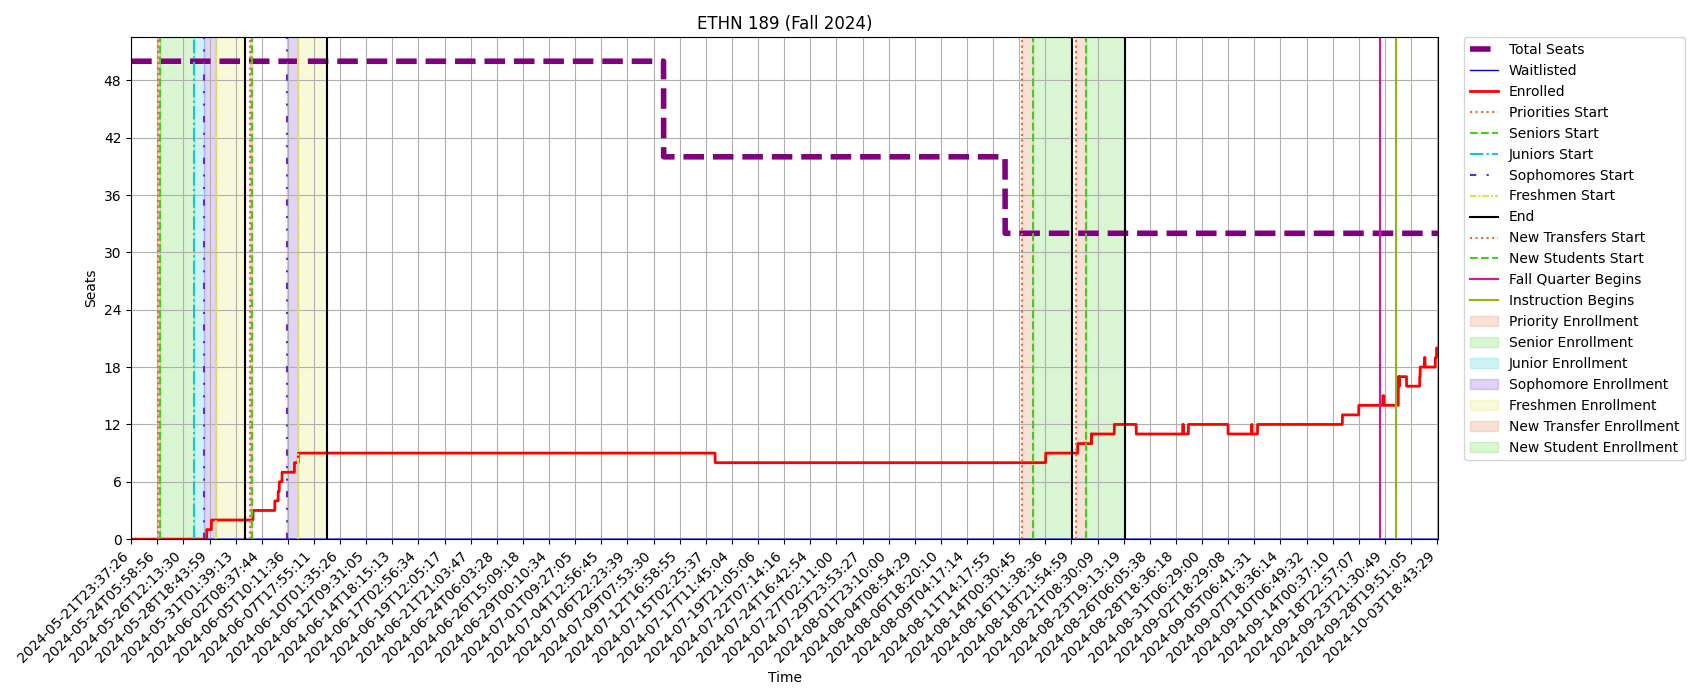 ETHN 189 (Fall 2024)
Seats
48
42
36
30
24
18
12
6
0
2024-05-21T23:37:26
2024-05-24T05:58:56
2024-05-26T12:13:30
2024-05-28T18:43:59
2024-05-31T01:39:13
2024-06-02T08:37:44
2024-06-05T10:11:36
2024-06-07T17:55:11
2024-06-10T01:35:26
2024-06-12T09:31:05
2024-06-14T18:15:13
2024-06-17T02:56:34
2024-06-19T12:05:17
2024-06-21T21:03:47
2024-06-24T06:03:28
2024-06-26T15:09:18
2024-06-29T00:10:34
2024-07-01T09:27:05
2024-07-04T12:56:45
2024-07-06T22:23:39
2024-07-09T07:53:30
2024-07-12T16:58:55
2024-07-15T02:25:37
2024-07-17T11:45:04
2024-07-19T21:05:06
2024-07-22T07:14:16
2024-07-24T16:42:54
2024-07-27T02:11:00
2024-07-29T23:53:27
2024-08-01T23:10:00
2024-08-04T08:54:29
2024-08-06T18:20:10
2024-08-09T04:17:14
2024-08-11T14:17:55
2024-08-14T00:30:45
2024-08-16T11:38:36
2024-08-18T21:54:59
2024-08-21T08:30:09
2024-08-23T19:13:19
2024-08-26T06:05:38
2024-08-28T18:36:18
2024-08-31T06:29:00
2024-09-02T18:29:08
2024-09-05T06:41:31
2024-09-07T18:36:14
2024-09-10T06:49:32
2024-09-14T00:37:10
2024-09-18T22:57:07
2024-09-23T21:30:49
2024-09-28T19:51:05
2024-10-03T18:43:29
Time
Total Seats
Waitlisted
Enrolled
Priorities Start
Seniors Start
Juniors Start
Sophomores Start
Freshmen Start
End
New Transfers Start
New Students Start
Fall Quarter Begins
Instruction Begins
Priority Enrollment
Senior Enrollment
Junior Enrollment
Sophomore Enrollment
Freshmen Enrollment
New Transfer Enrollment
New Student Enrollment